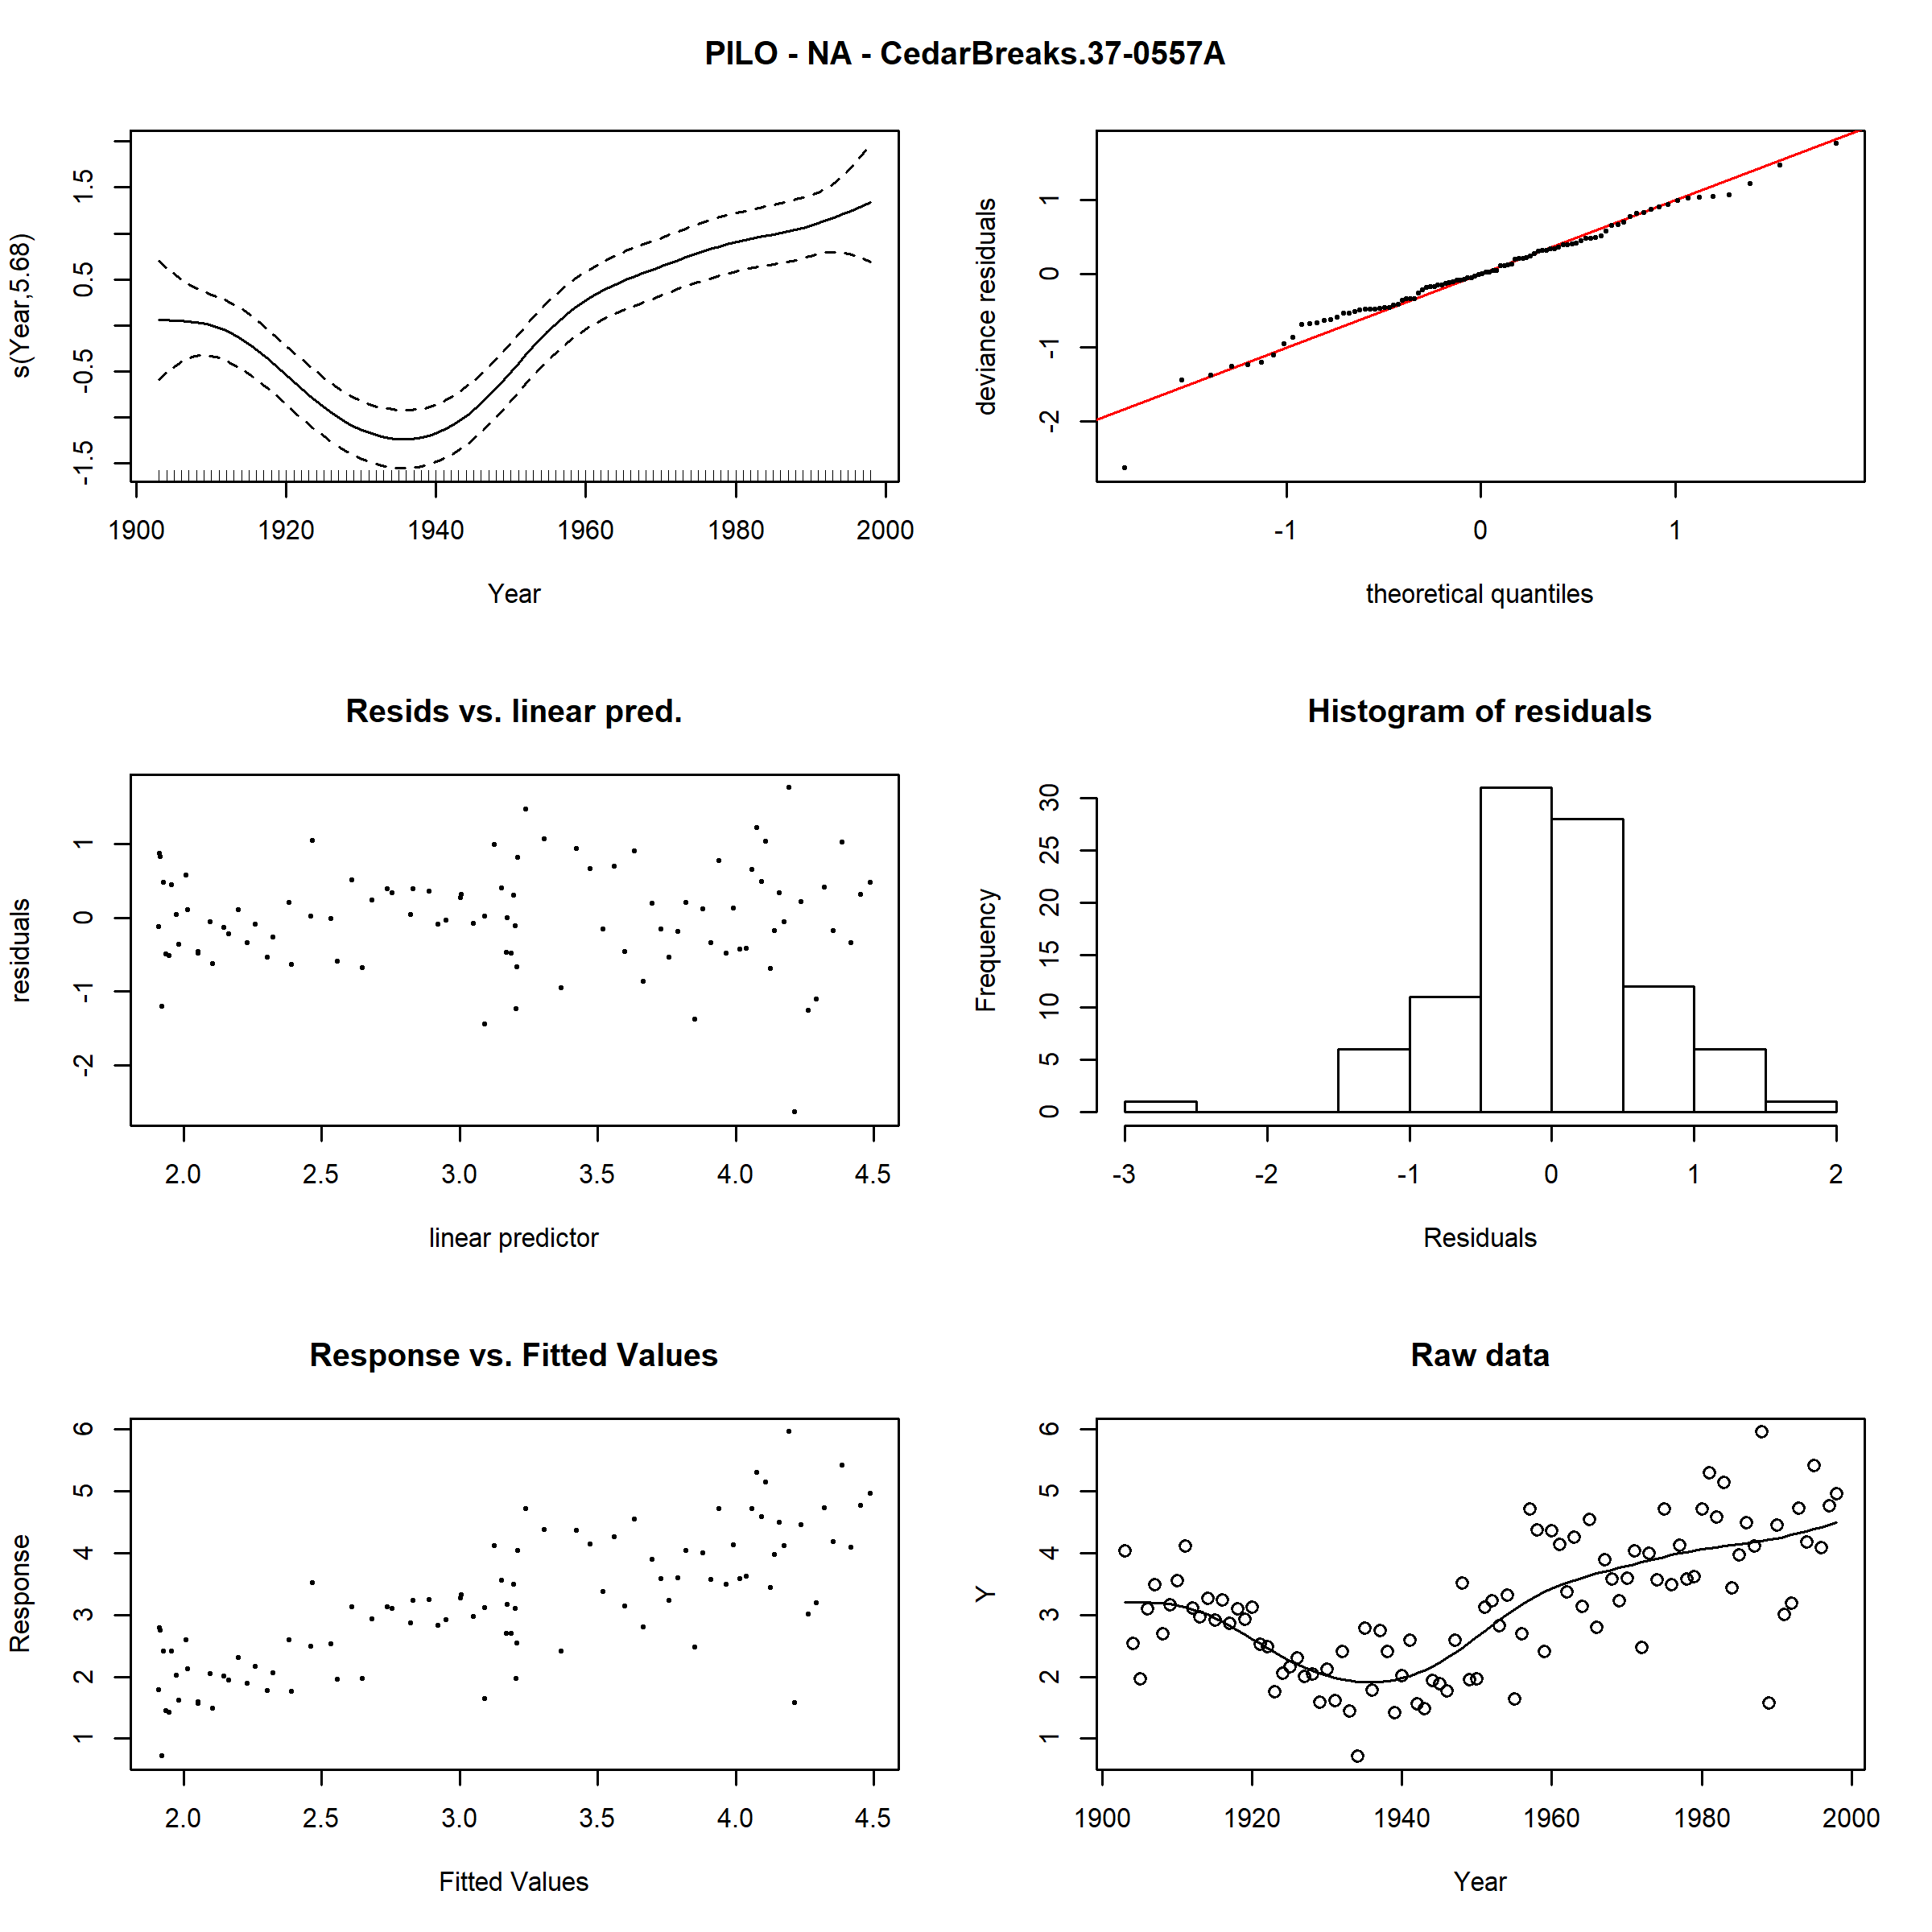 PILO - NA - CedarBreaks.37-0557A
s(Year,5.68)
-1.5 -0.5 0.5 1.5
1900 1920 1940 1960 1980 2000
Year
deviance residuals
-2 -1 0 1
-1 0 1
theoretical quantiles
Resids vs. linear pred.
residuals
-2 -1 0 1
2.0 2.5 3.0 3.5 4.0 4.5
linear predictor
Histogram of residuals
Frequency
0 5 10 15 20 25 30
-3 -2 -1 0 1 2
Residuals
Response vs. Fitted Values
Response
1 2 3 4 5 6
2.0 2.5 3.0 3.5 4.0 4.5
Fitted Values
Raw data
Y
1 2 3 4 5 6
1900 1920 1940 1960 1980 2000
Year